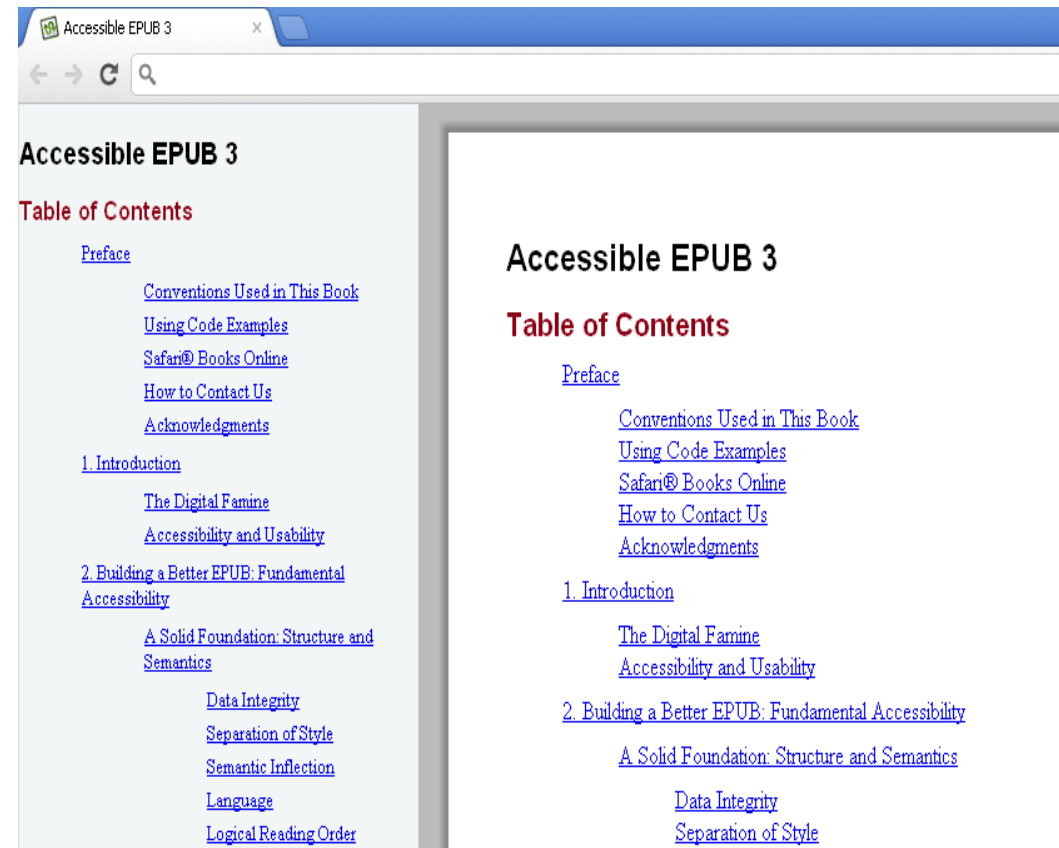 Accessible EPUB 3
Accessible EPUB 3
Table of Contents
Preface
Conventions Used in This Book
Using Code Examples
Safari® Books Online
How to Contact Us
Acknowledgments
1. Introduction
The Digital Famine
Accessibility and Usability
2. Building a Better EPUB: Fundamental
Accessibility
A Solid Foundation: Structure and
Semantics
Data Integrity
Separation of Style
Semantic Inflection
Language
Logical Reading Order
Accessible EPUB 3
Table of Contents
Preface
Conventions Used in This Book
Using Code Examples
Safari® Books Online
How to Contact Us
Acknowledgments
1. Introduction
The Digital Famine
Accessibility and Usability
2. Building a Better EPUB: Fundamental Accessibility
A Solid Foundation: Structure and Semantics
Data Integrity
Separation of Style